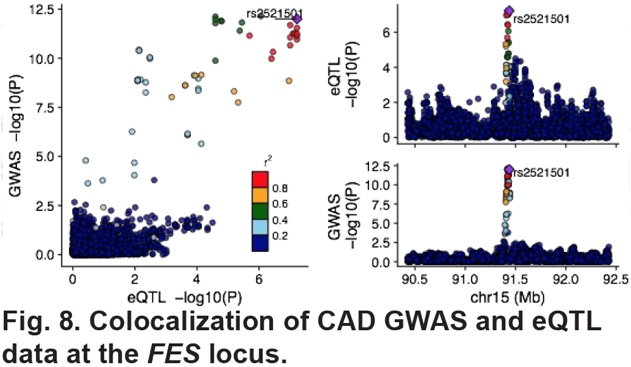 12.5
10.0
7.5
5.0
2.5
0.0
GWAS −log10(P)
rs2521501
r²
0.8
0.6
0.4
0.2
0 2 4 6
eQTL −log10(P)
6
4
2
0
eQTL
−log10(P)
rs2521501
12.5
10.0
7.5
5.0
2.5
0.0
GWAS
−log10(P)
rs2521501
90.5 91.0 91.5 92.0 92.5
chr15 (Mb)
Fig. 8. Colocalization of CAD GWAS and eQTL
data at the FES locus.